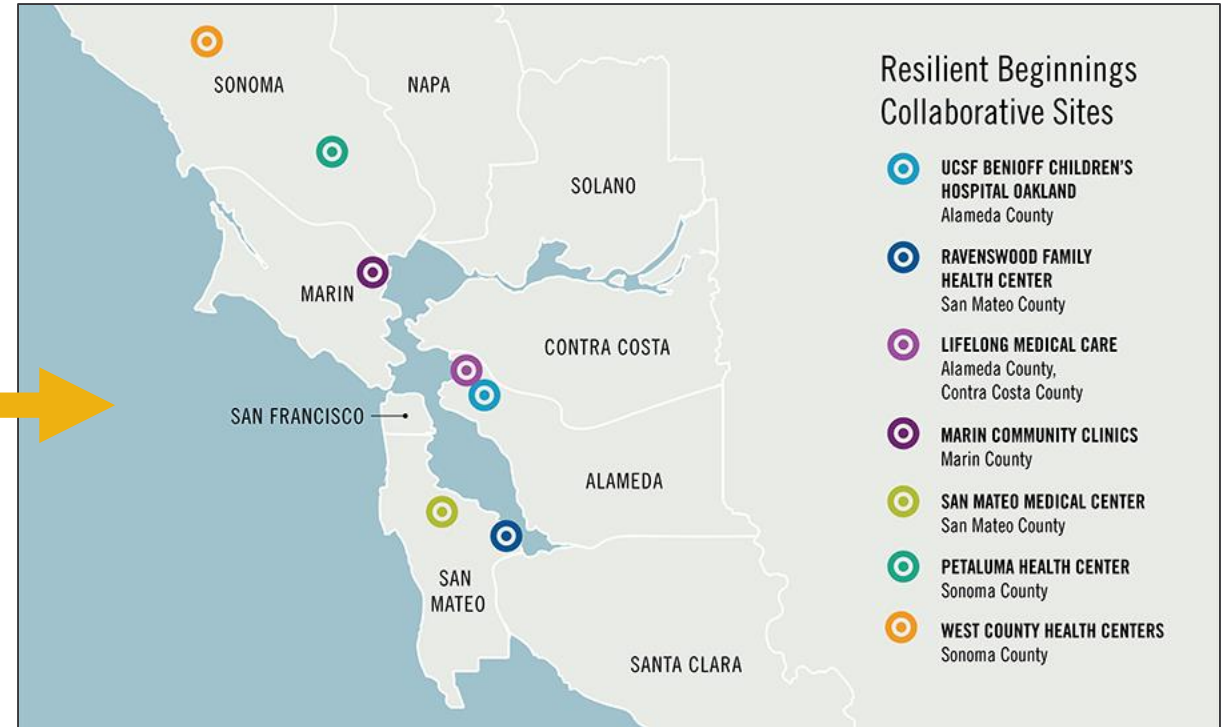 SONOMA
NAPA
SOLANO
MARIN
CONTRA COSTA
SAN FRANCISCO
ALAMEDA
SAN
MATEO
SANTA CLARA
Resilient Beginnings
Collaborative Sites
UCSF BENIOFF CHILDREN'S
HOSPITAL OAKLAND
Alameda County
RAVENSWOOD FAMILY
HEALTH CENTER
San Mateo County
LIFELONG MEDICAL CARE
Alameda County,
Contra Costa County
MARIN COMMUNITY CLINICS
Marin County
SAN MATEO MEDICAL CENTER
San Mateo County
PETALUMA HEALTH CENTER
Sonoma County
WEST COUNTY HEALTH CENTERS
Sonoma County